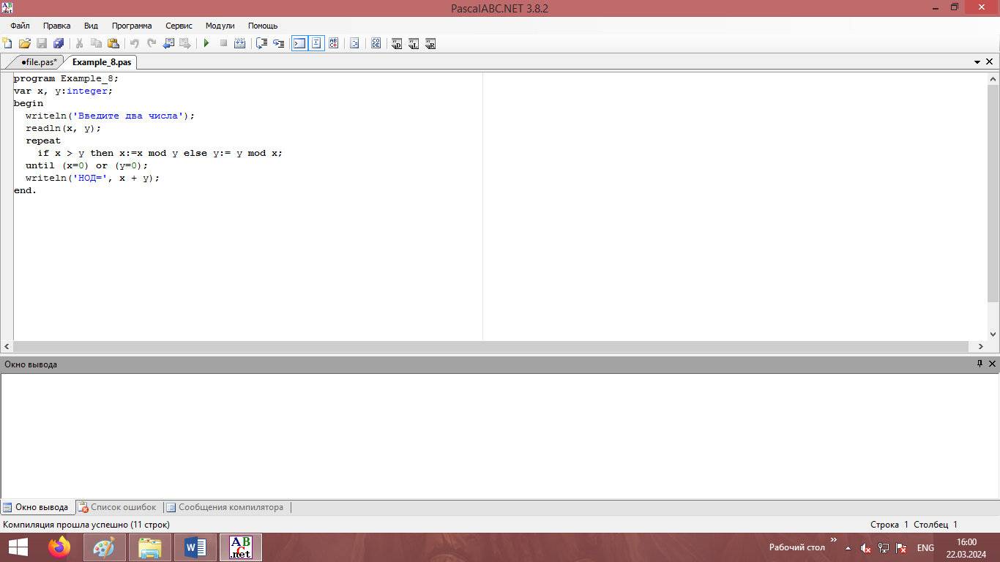 PascalABC.NET 3.8.2
Файл Правка Вид Программа Сервис Модули Помощь
●file.pas* Example_8.pas
program Example_8;
var x, y:integer;
begin
writeln('Введите два числа');
readln(x, y);
repeat
if x > y then x:=x mod y else y:= y mod x;
until (x=0) or (y=0);
writeln('НОД=', x + y);
end.
Окно вывода
Окно вывода Список ошибок Сообщения компилятора
Компиляция прошла успешно (11 строк) Строка 1 Столбец 1
Рабочий стол » ENG 16:00
22.03.2024